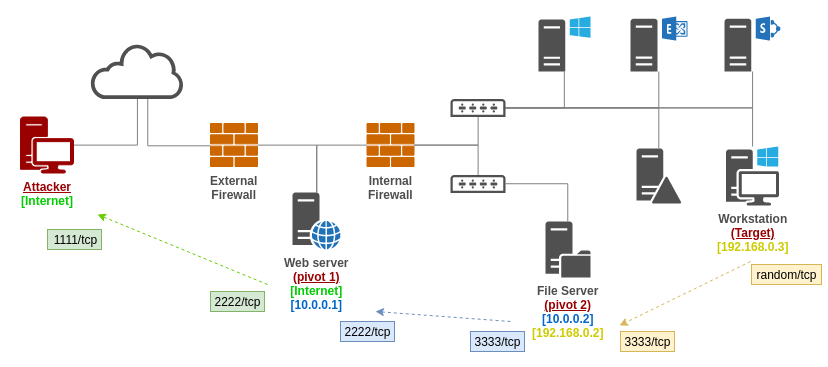 Attacker
[Internet]
1111/tcp
External
Firewall
2222/tcp
Web server
(pivot 1)
[Internet]
[10.0.0.1]
Internal
Firewall
2222/tcp
3333/tcp
File Server
(pivot 2)
[10.0.0.2]
[192.168.0.2]
3333/tcp
E
S
Workstation
(Target)
[192.168.0.3]
random/tcp